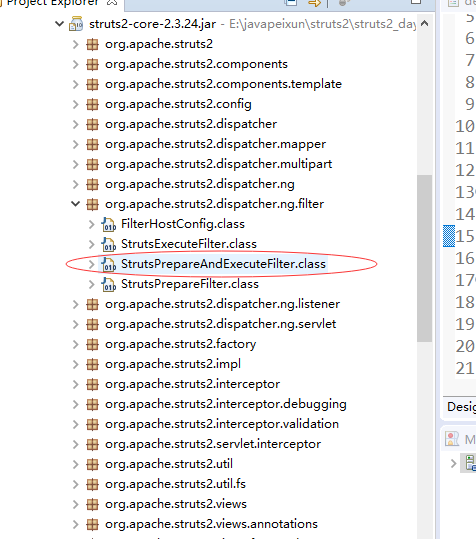 Project Explorer
struts2-core-2.3.24.jar - E:\javapeixun\struts2\struts2_day
org.apache.struts2
org.apache.struts2.components
org.apache.struts2.components.template
org.apache.struts2.config
org.apache.struts2.dispatcher
org.apache.struts2.dispatcher.mapper
org.apache.struts2.dispatcher.multipart
org.apache.struts2.dispatcher.ng
org.apache.struts2.dispatcher.ng.filter
FilterHostConfig.class
StrutsExecuteFilter.class
StrutsPrepareAndExecuteFilter.class
StrutsPrepareFilter.class
org.apache.struts2.dispatcher.ng.listener
org.apache.struts2.dispatcher.ng.servlet
org.apache.struts2.factory
org.apache.struts2.impl
org.apache.struts2.interceptor
org.apache.struts2.interceptor.debugging
org.apache.struts2.interceptor.validation
org.apache.struts2.servlet.interceptor
org.apache.struts2.util
org.apache.struts2.util.fs
org.apache.struts2.views
org.apache.struts2.views.annotations
de
6
7
8
9
10
11
12
13
14
15
16
17
18
19
20
21
Desig
M